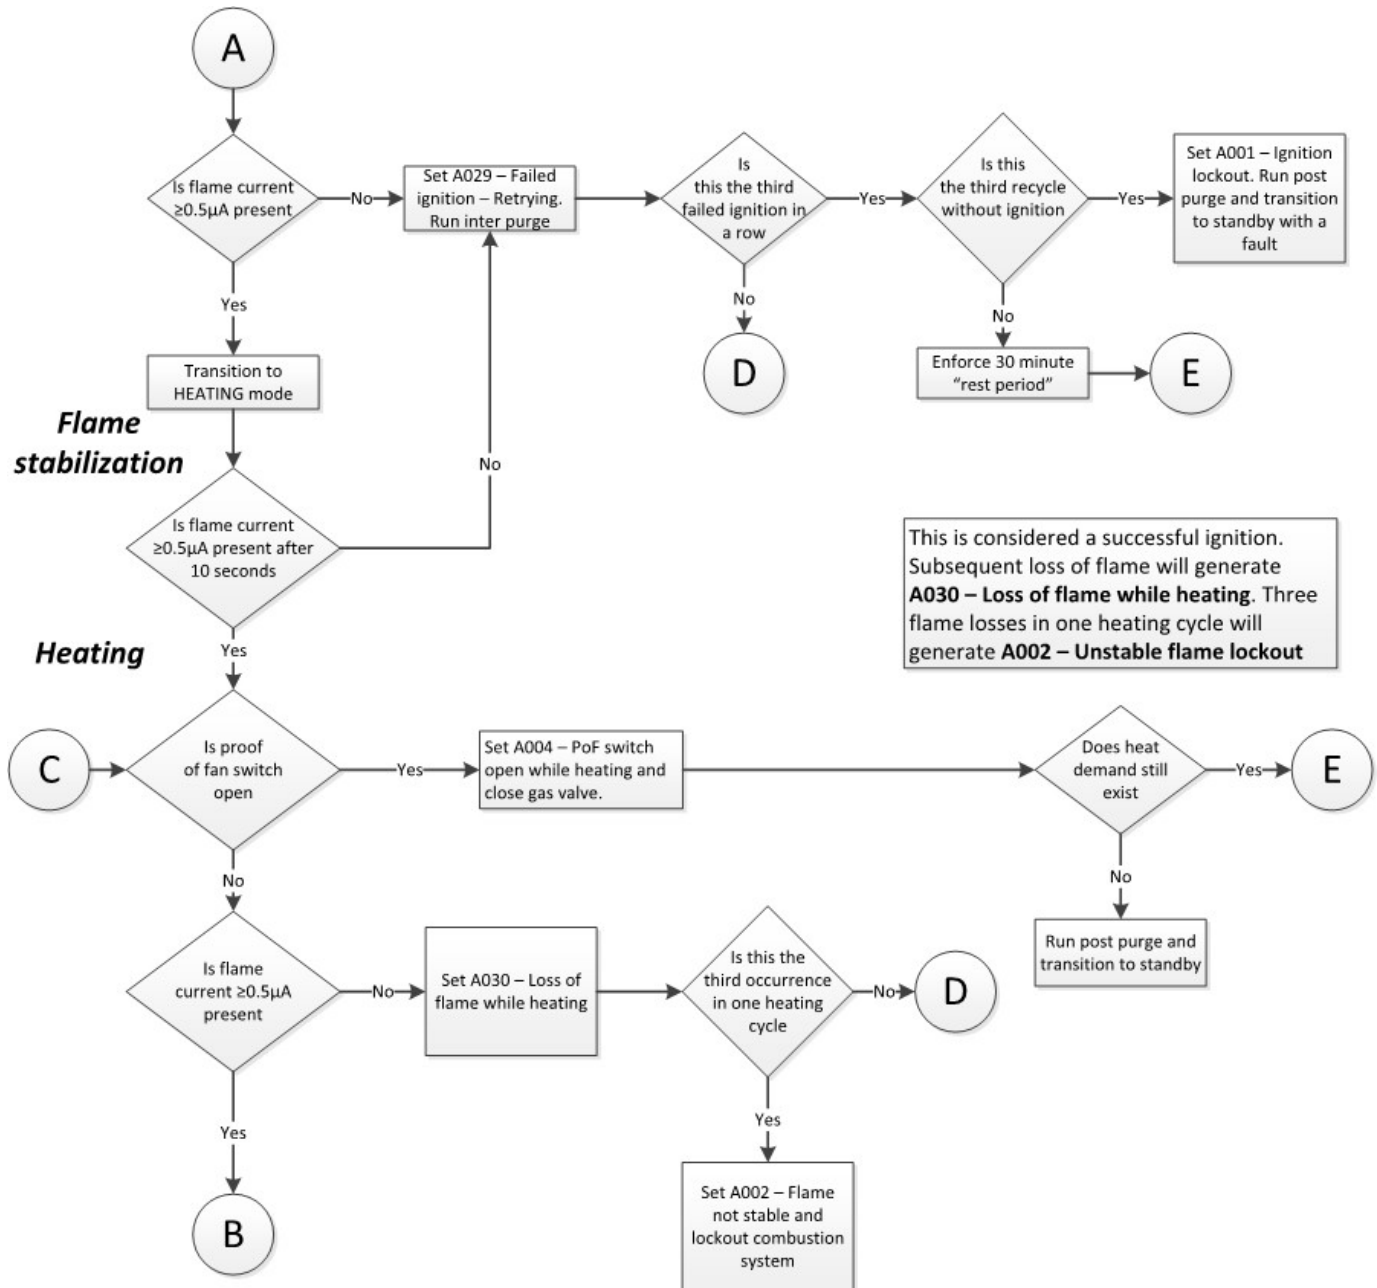 A
Is flame current
≥0.5µA present
No
Set A029 – Failed
ignition – Retrying.
Run inter purge
Is
this the third
failed ignition in
a row
Yes
Is this
the third recycle
without ignition
Yes
Set A001 – Ignition
lockout. Run post
purge and transition
to standby with a
fault
Yes
No
No
Transition to
HEATING mode
D
Enforce 30 minute
“rest period”
E
Flame
stabilization
No
Is flame current
≥0.5µA present after
10 seconds
This is considered a successful ignition.
Subsequent loss of flame will generate
A030 – Loss of flame while heating. Three
flame losses in one heating cycle will
generate A002 – Unstable flame lockout
Heating
Yes
C
Is proof
of fan switch
open
Yes
Set A004 – PoF switch
open while heating and
close gas valve.
Does heat
demand still
exist
Yes
E
No
No
Run post purge and
transition to standby
Is flame
current ≥0.5µA
present
No
Set A030 – Loss of
flame while heating
Is this the
third occurrence
in one heating
cycle
No
D
Yes
Yes
B
Set A002 – Flame
not stable and
lockout combustion
system